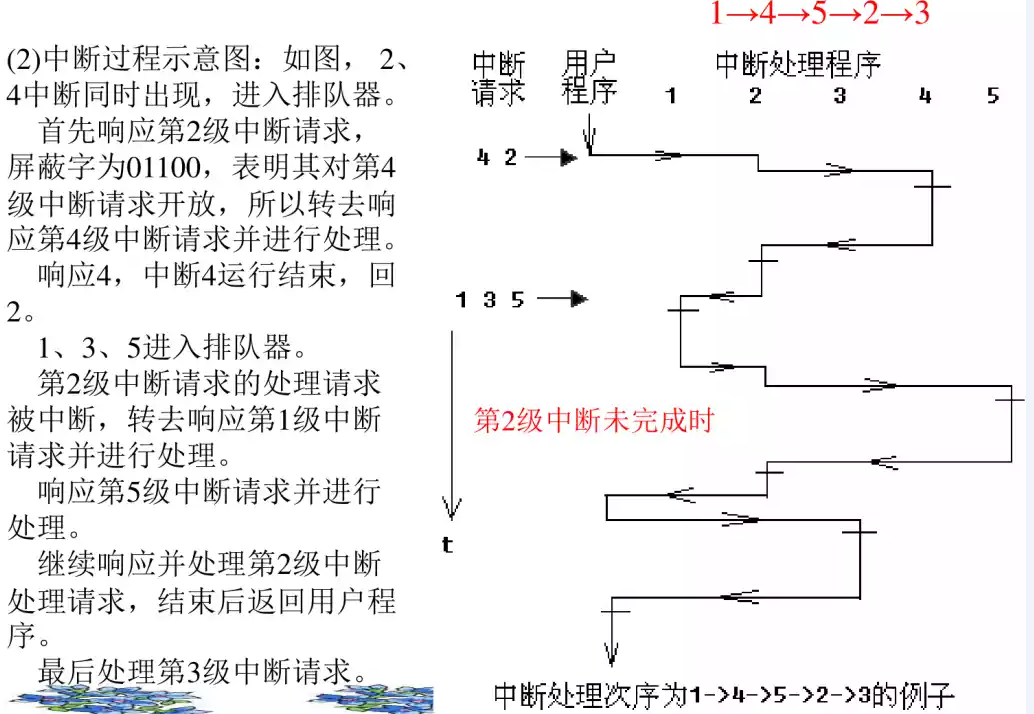 1→4→5→2→3
(2)中断过程示意图：如图， 2、
4中断同时出现，进入排队器。
首先响应第2级中断请求，
屏蔽字为01100，表明其对第4
级中断请求开放，所以转去响
应第4级中断请求并进行处理。
响应4，中断4运行结束，回
2。
1、3、5进入排队器。
第2级中断请求的处理请求
被中断，转去响应第1级中断
请求并进行处理。
响应第5级中断请求并进行
处理。
继续响应并处理第2级中断
处理请求，结束后返回用户程
序。
最后处理第3级中断请求。
中断 用户 中断处理程序
请求 程序 1 2 3 4 5
4 2
1 3 5
第2级中断未完成时
t
中断处理次序为1->4->5->2->3的例子